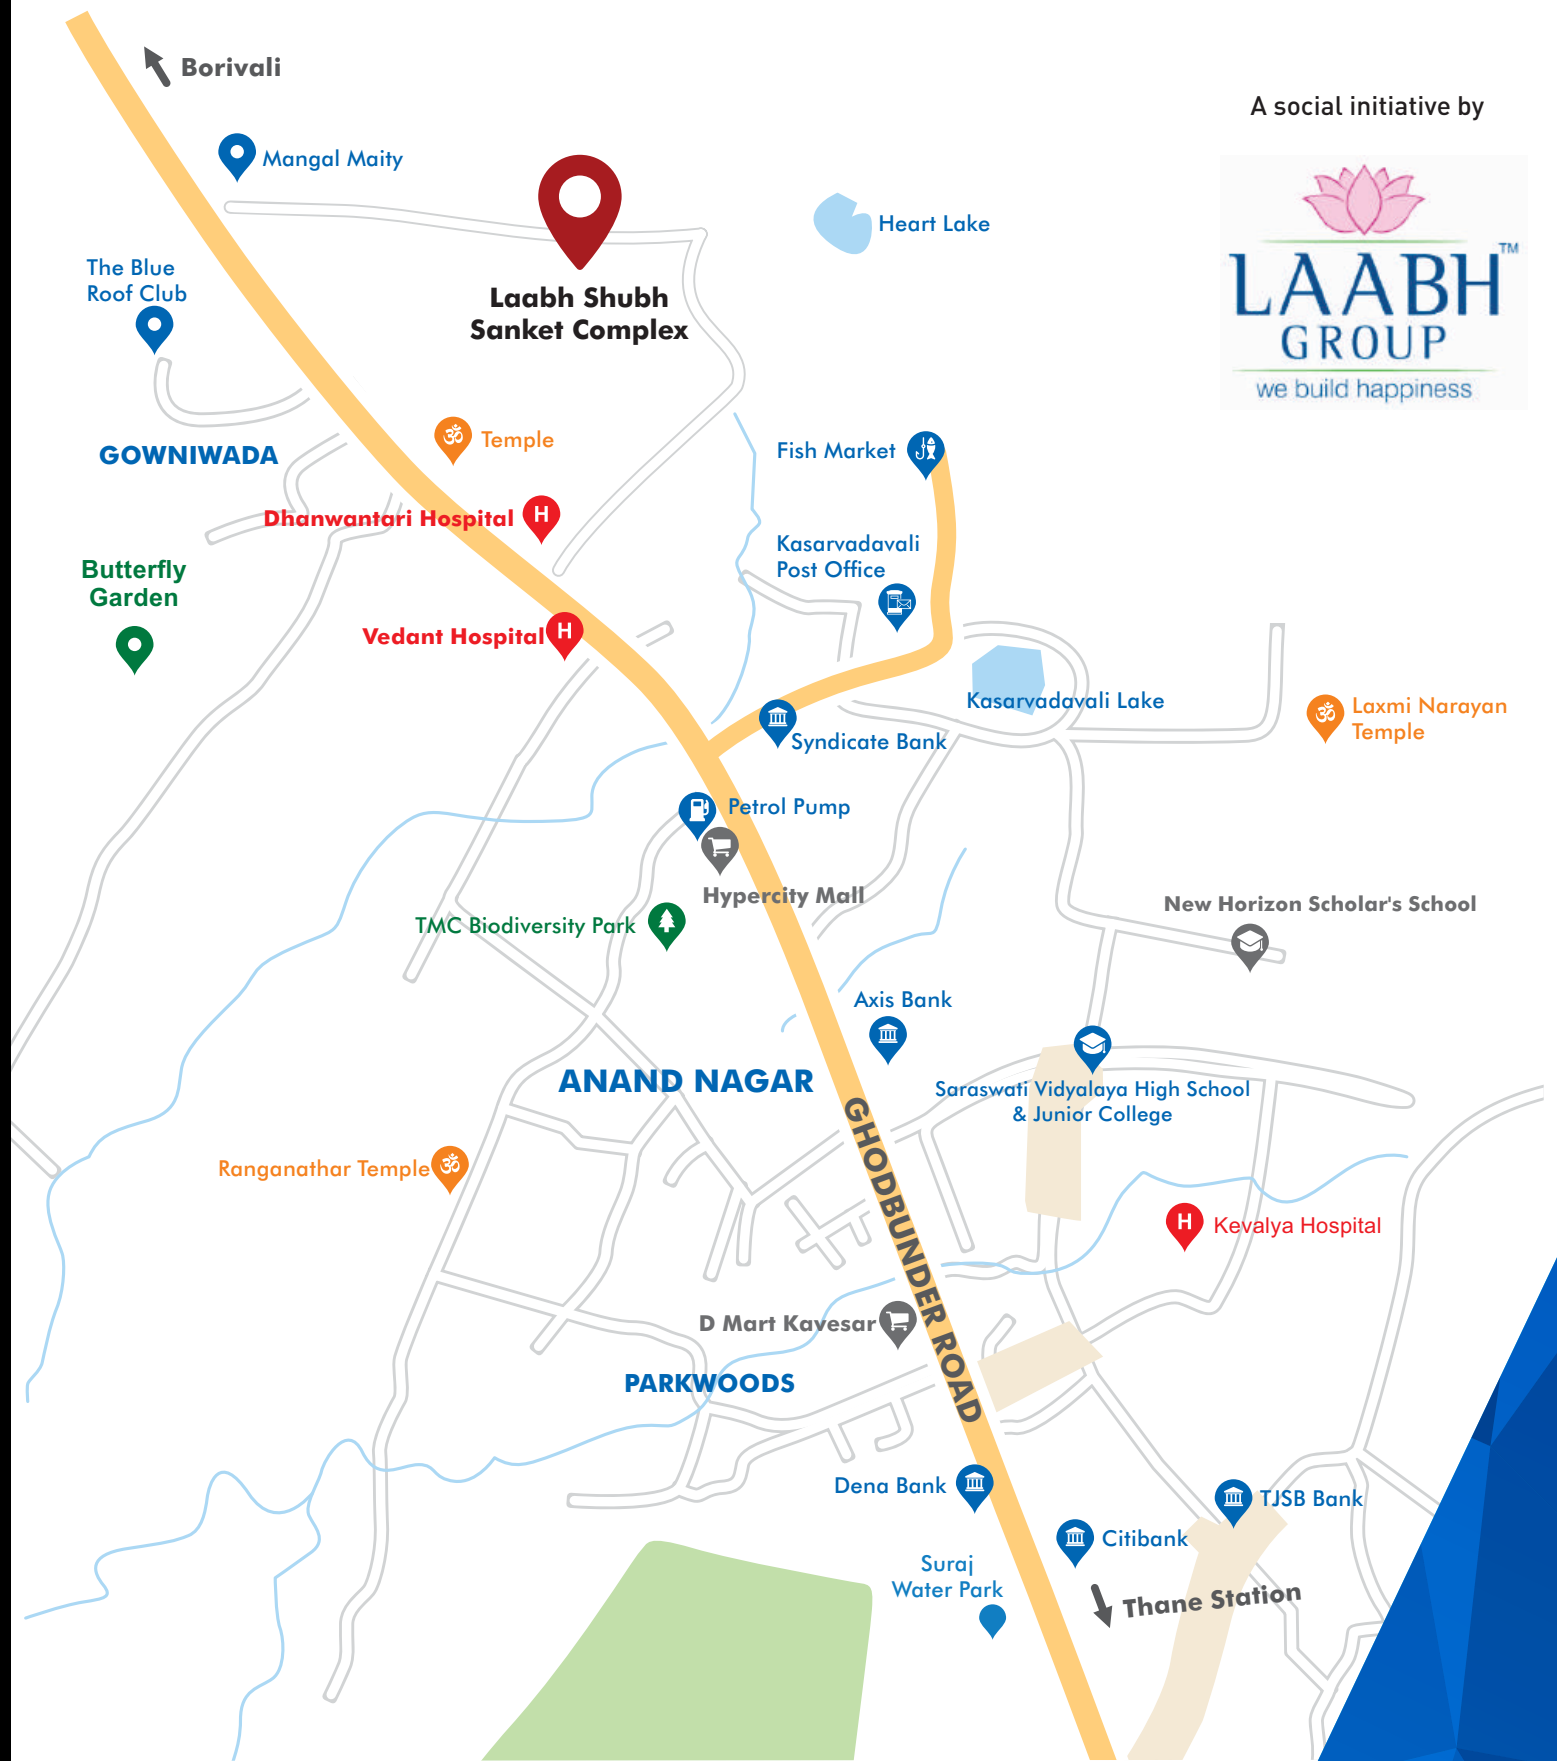 Borivali
A social initiative by
Mangal Maity
LAABH™
GROUP
we build happiness
Heart Lake
The Blue
Roof Club
Laabh Shubh
Sanket Complex
GOWNIWADA
Temple
Fish Market
Dhanwantari Hospital
H
Kasarvadavali
Post Office
Butterfly
Garden
Vedant Hospital
H
Kasarvadavali Lake
Laxmi Narayan
Temple
Syndicate Bank
Petrol Pump
Hypercity Mall
New Horizon Scholar's School
TMC Biodiversity Park
Axis Bank
ANAND NAGAR
Saraswati Vidyalaya High School
& Junior College
GHODBUNDER ROAD
Ranganathar Temple
H
Kevalya Hospital
D Mart Kavesar
PARKWOODS
Dena Bank
TJSB Bank
Citibank
Suraj
Water Park
Thane Station